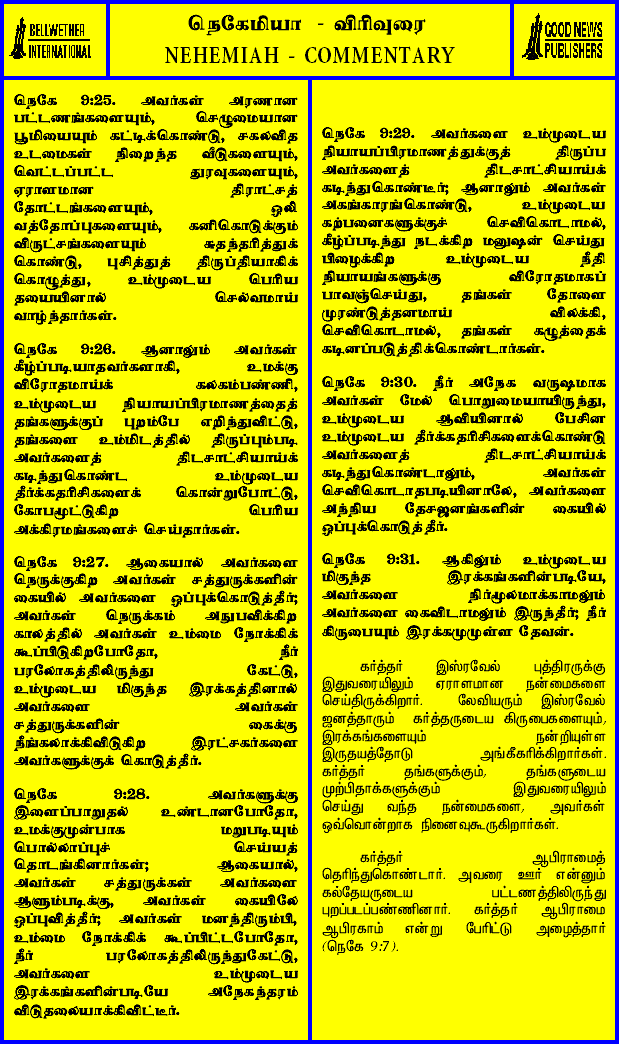 BELLWETHER
INTERNATIONAL
நெகேமியா - விரிவுரை
NEHEMIAH - COMMENTARY
GOOD NEWS
PUBLISHERS
நெகே 9:25. அவர்கள் அரணான
பட்டணங்களையும், செழுமையான
பூமியையும் கட்டிக்கொண்டு, சகலவித
உடமைகள் நிறைந்த வீடுகளையும்,
வெட்டப்பட்ட துரவுகளையும்,
ஏராளமான திராட்சத்
தோட்டங்களையும், ஒலி
வத்தோப்புகளையும், கனிகொடுக்கும்
விருட்சங்களையும் சுதந்தரித்துக்
கொண்டு, புசித்துத் திருப்தியாகிக்
கொழுத்து, உம்முடைய பெரிய
தயையினால் செல்வமாய்
வாழ்ந்தார்கள்.
நெகே 9:26. ஆனாலும் அவர்கள்
கீழ்ப்படியாதவர்களாகி, உமக்கு
விரோதமாய்க் கலகம்பண்ணி,
உம்முடைய நியாயப்பிரமாணத்தைத்
தங்களுக்குப் புறம்பே எறிந்துவிட்டு,
தங்களை உம்மிடத்தில் திருப்பும்படி
அவர்களைத் திடசாட்சியாய்க்
கடிந்துகொண்ட உம்முடைய
தீர்க்கதரிசிகளைக் கொன்றுபோட்டு,
கோபமூட்டுகிற பெரிய
அக்கிரமங்களைச் செய்தார்கள்.
நெகே 9:27. ஆகையால் அவர்களை
நெருக்குகிற அவர்கள் சத்துருக்களின்
கையில் அவர்களை ஒப்புக்கொடுத்தீர்;
அவர்கள் நெருக்கம் அநுபவிக்கிற
காலத்தில் அவர்கள் உம்மை நோக்கிக்
கூப்பிடுகிறபோதோ, நீர்
பரலோகத்திலிருந்து கேட்டு,
உம்முடைய மிகுந்த இரக்கத்தினால்
அவர்களை அவர்கள்
சத்துருக்களின் கைக்கு
நீங்கலாக்கிவிடுகிற இரட்சகர்களை
அவர்களுக்குக் கொடுத்தீர்.
நெகே 9:28. அவர்களுக்கு
இளைப்பாறுதல் உண்டானபோதோ,
உமக்குமுன்பாக மறுபடியும்
பொல்லாப்புச் செய்யத்
தொடங்கினார்கள்; ஆகையால்,
அவர்கள் சத்துருக்கள் அவர்களை
ஆளும்படிக்கு, அவர்கள் கையிலே
ஒப்புவித்தீர்; அவர்கள் மனந்திரும்பி,
உம்மை நோக்கிக் கூப்பிட்டபோதோ,
நீர் பரலோகத்திலிருந்துகேட்டு,
அவர்களை உம்முடைய
இரக்கங்களின்படியே அநேகந்தரம்
விடுதலையாக்கிவிட்டீர்.
நெகே 9:29. அவர்களை உம்முடைய
நியாயப்பிரமாணத்துக்குத் திருப்ப
அவர்களைத் திடசாட்சியாய்க்
கடிந்துகொண்டீர்; ஆனாலும் அவர்கள்
அகங்காரங்கொண்டு, உம்முடைய
கற்பனைகளுக்குச் செவிகொடாமல்,
கீழ்ப்படிந்து நடக்கிற மனுஷன் செய்து
பிழைக்கிற உம்முடைய நீதி
நியாயங்களுக்கு விரோதமாகப்
பாவஞ்செய்து, தங்கள் தோளை
முரண்டுத்தனமாய் விலக்கி,
செவிகொடாமல், தங்கள் கழுத்தைக்
கடினப்படுத்திக்கொண்டார்கள்.
நெகே 9:30. நீர் அநேக வருஷமாக
அவர்கள் மேல் பொறுமையாயிருந்து,
உம்முடைய ஆவியினால் பேசின
உம்முடைய தீர்க்கதரிசிகளைக்கொண்டு
அவர்களைத் திடசாட்சியாய்க்
கடிந்துகொண்டாலும், அவர்கள்
செவிகொடாதபடியினாலே, அவர்களை
அந்நிய தேசஜனங்களின் கையில்
ஒப்புக்கொடுத்தீர்.
நெகே 9:31. ஆகிலும் உம்முடைய
மிகுந்த இரக்கங்களின்படியே,
அவர்களை நிர்மூலமாக்காமலும்
அவர்களை கைவிடாமலும் இருந்தீர்; நீர்
கிருபையும் இரக்கமுமுள்ள தேவன்.
கர்த்தர் இஸ்ரவேல் புத்திரருக்கு
இதுவரையிலும் ஏராளமான நன்மைகளை
செய்திருக்கிறார். லேவியரும் இஸ்ரவேல்
ஜனத்தாரும் கர்த்தருடைய கிருபைகளையும்,
இரக்கங்களையும் நன்றியுள்ள
இருதயத்தோடு அங்கீகரிக்கிறார்கள்.
கர்த்தர் தங்களுக்கும், தங்களுடைய
முற்பிதாக்களுக்கும் இதுவரையிலும்
செய்து வந்த நன்மைகளை, அவர்கள்
ஒவ்வொன்றாக நினைவுகூருகிறார்கள்.
கர்த்தர் ஆபிராமைத்
தெரிந்துகொண்டார். அவரை ஊர் என்னும்
கல்தேயருடைய பட்டணத்திலிருந்து
புறப்படப்பண்ணினார். கர்த்தர் ஆபிராமை
ஆபிரகாம் என்று பேரிட்டு அழைத்தார்
(நெகே 9:7).